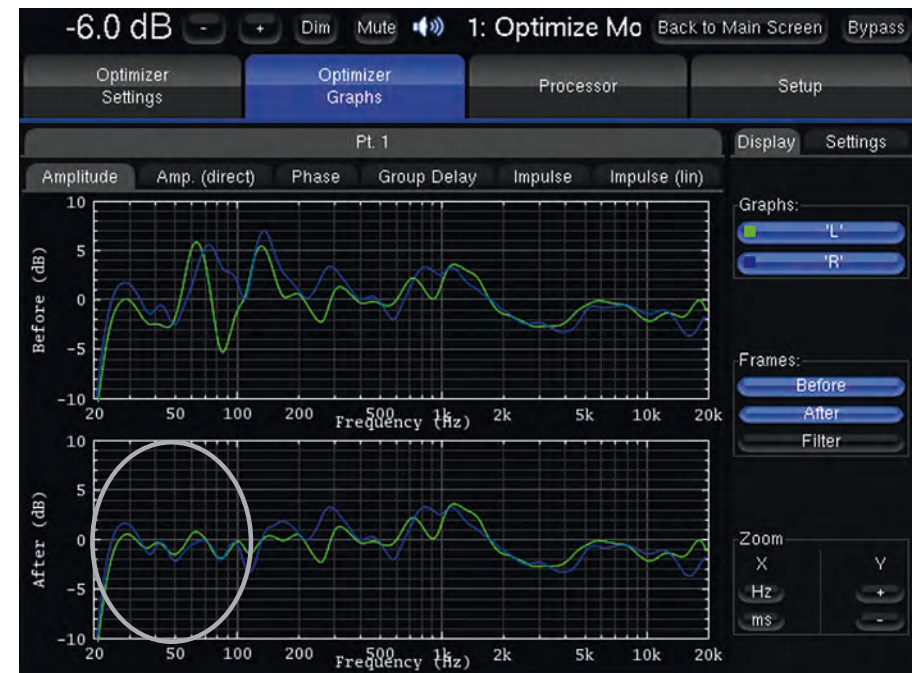 -6.0 dB - + Dim Mute 1: Optimize Mo Back to Main Screen Bypass
Optimizer Settings
Optimizer Graphs
Processor
Setup
Pt. 1
Display Settings
Amplitude Amp. (direct) Phase Group Delay Impulse Impulse (lin)
Before (dB)
10
5
0
-5
-10
20 50 100 200 500 1k 2k 5k 10k 20k
Frequency (Hz)
After (dB)
10
5
0
-5
-10
20 50 100 200 500 1k 2k 5k 10k 20k
Frequency (Hz)
Graphs:
'L'
'R'
Frames:
Before
After
Filter
Zoom
X Y
Hz +
ms -